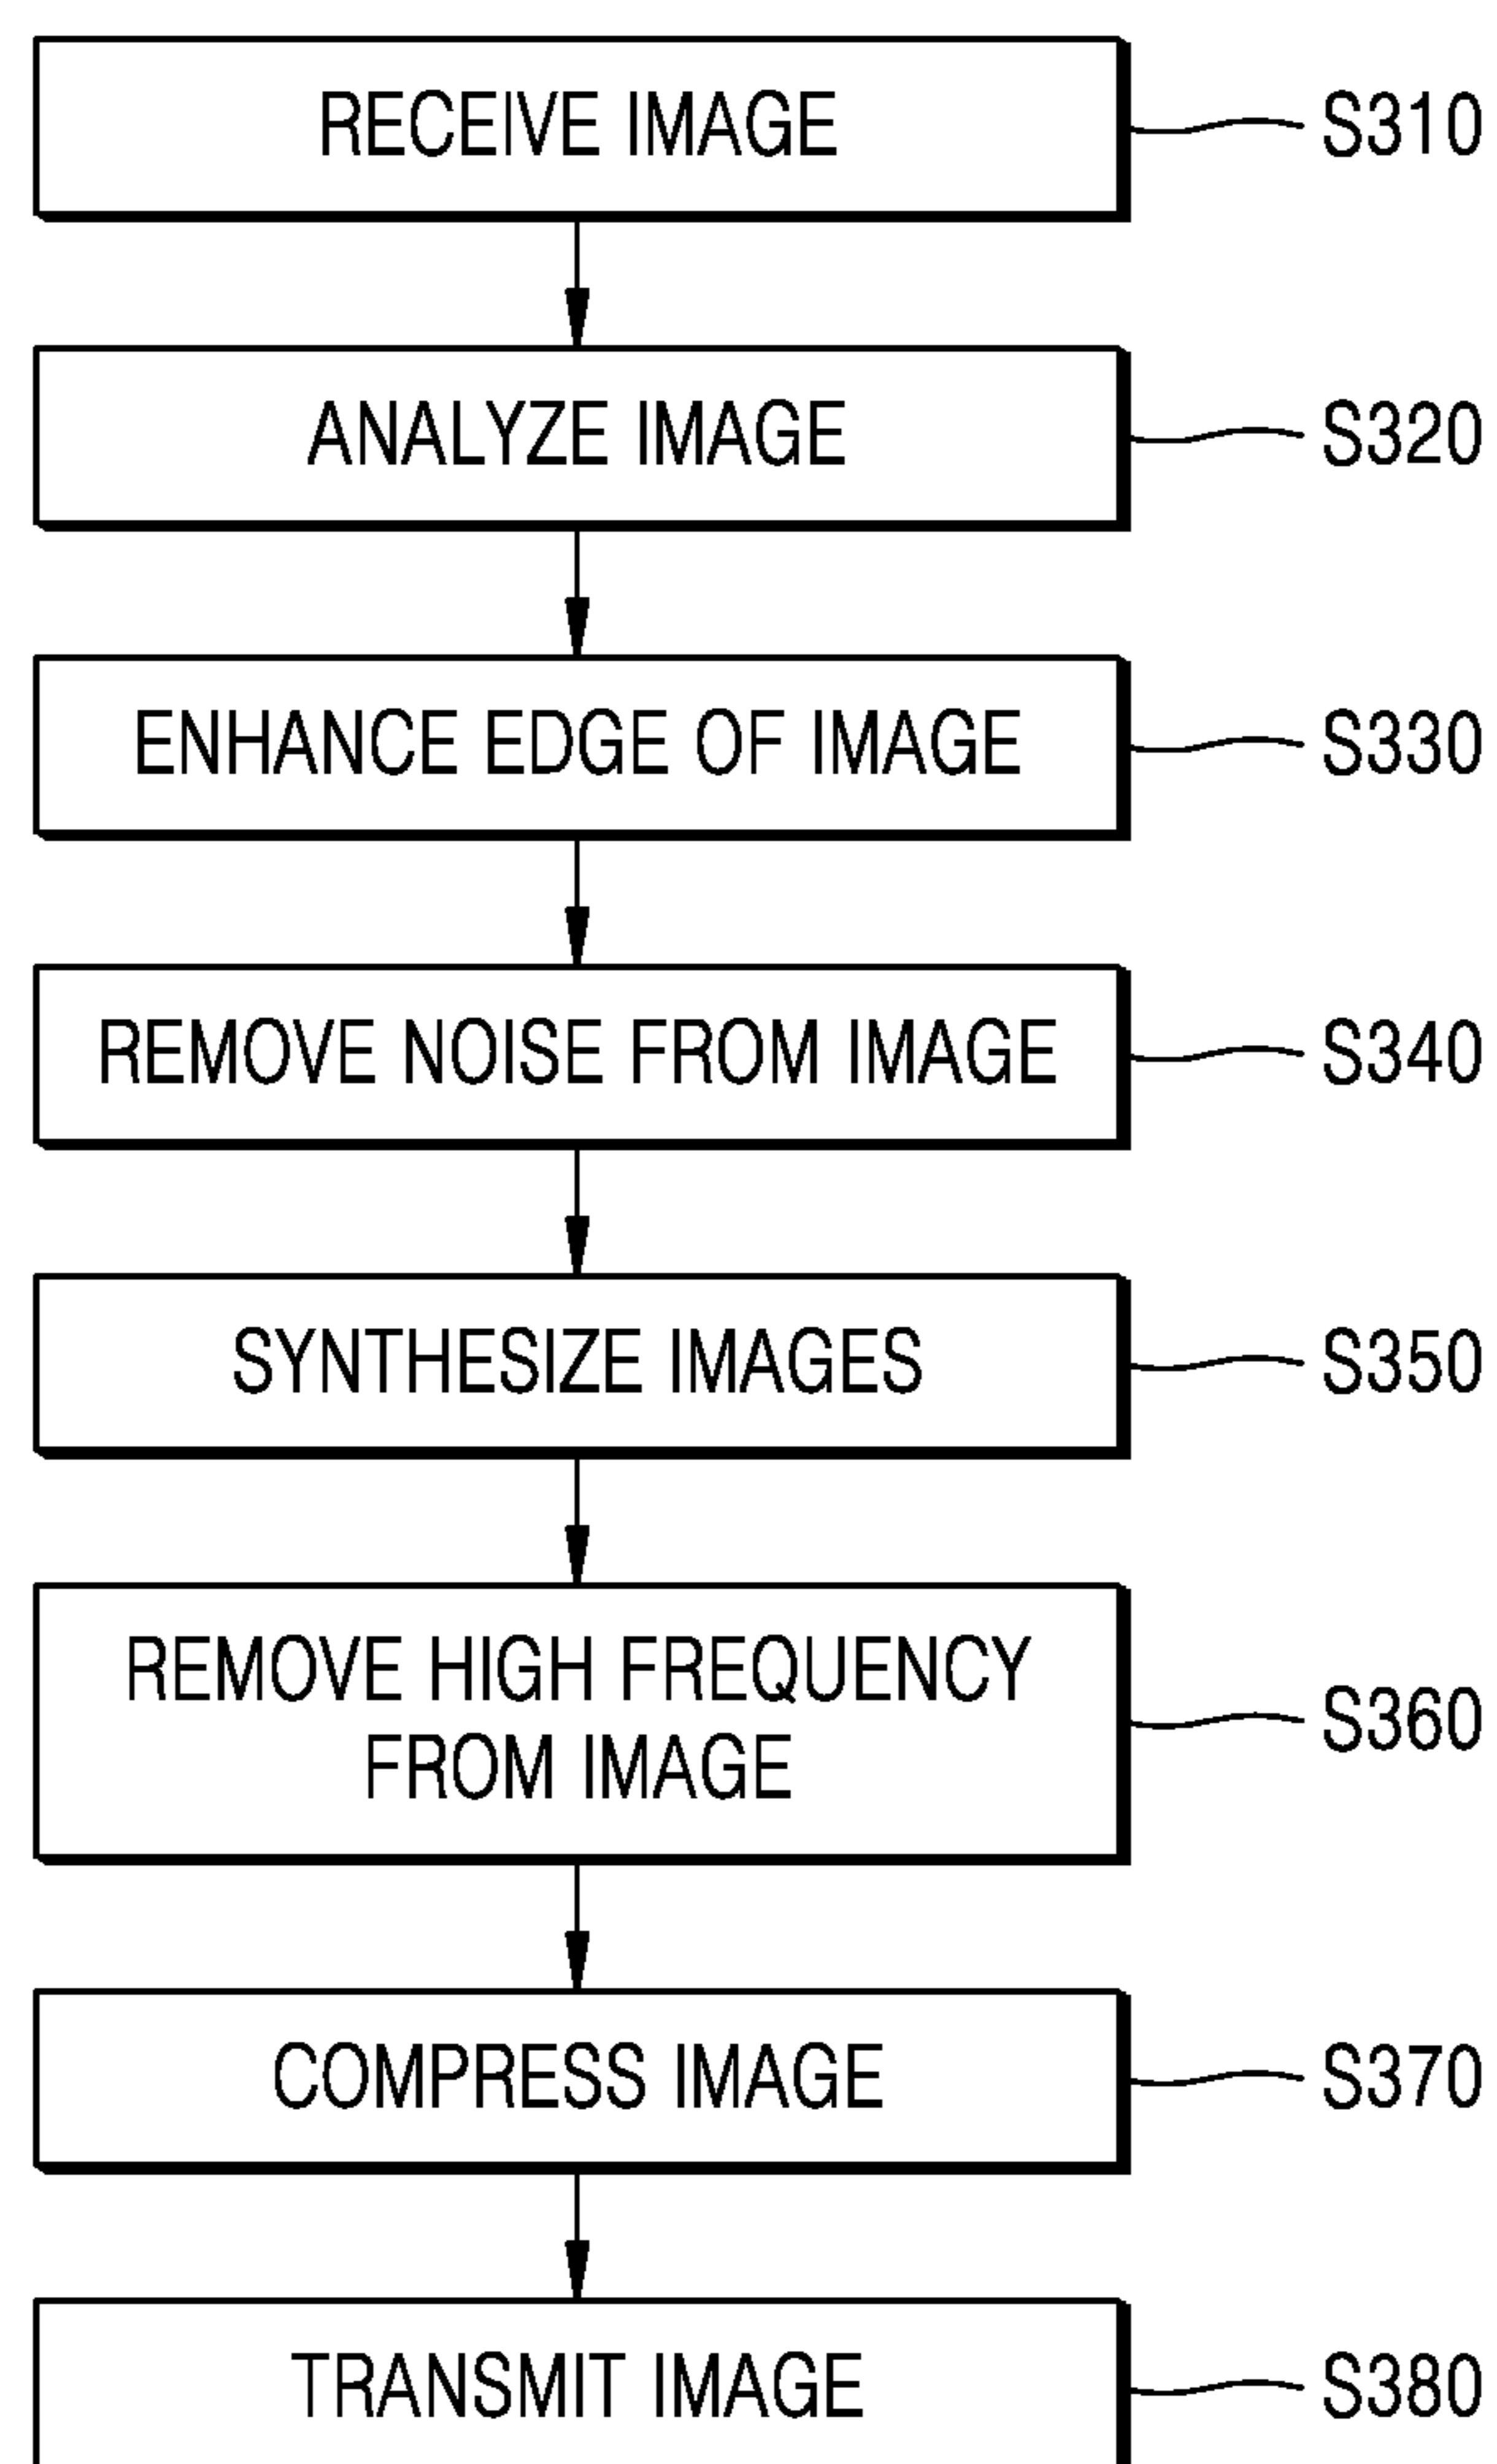 RECEIVE IMAGE S310
ANALYZE IMAGE S320
ENHANCE EDGE OF IMAGE S330
REMOVE NOISE FROM IMAGE S340
SYNTHESIZE IMAGES S350
REMOVE HIGH FREQUENCY
FROM IMAGE S360
COMPRESS IMAGE S370
TRANSMIT IMAGE S380